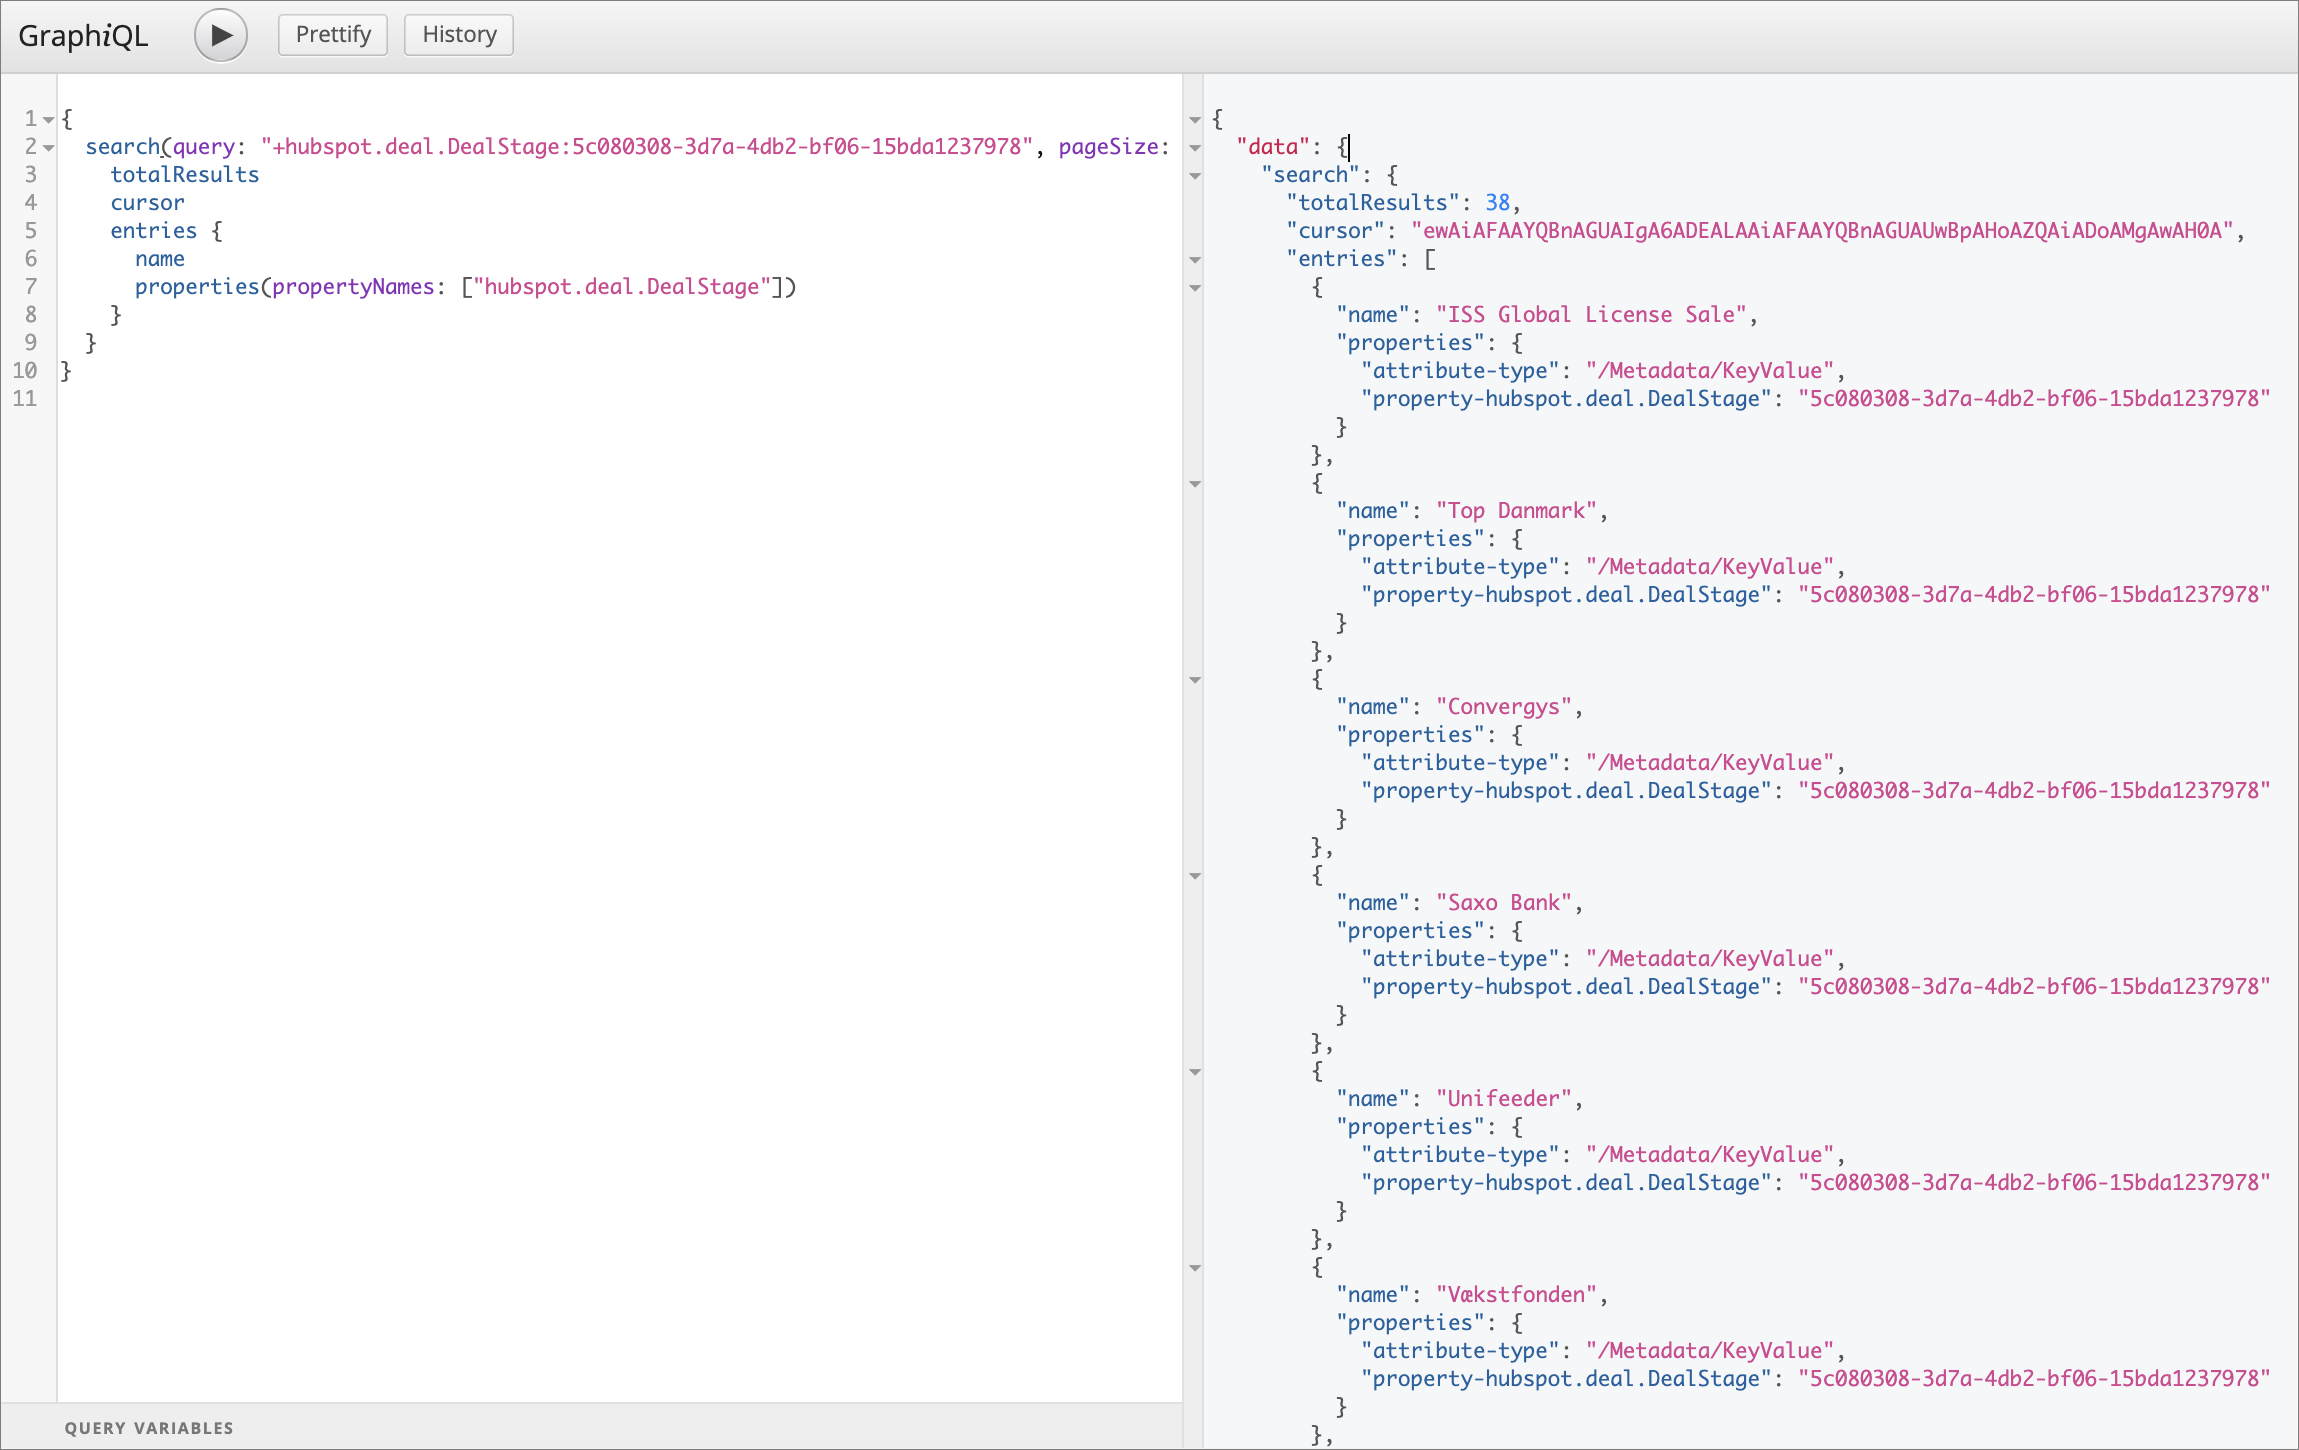 GraphiQL
Prettify
History
1 {
2 search(query: "+hubspot.deal.DealStage:5c080308-3d7a-4db2-bf06-15bda1237978", pageSize:
3 totalResults
4 cursor
5 entries {
6 name
7 properties(propertyNames: ["hubspot.deal.DealStage"])
8 }
9 }
10 }
11
QUERY VARIABLES
{
"data": {
"search": {
"totalResults": 38,
"cursor": "ewAiAFAAYQBnAGUAIgA6ADEALAAiAFAAYQBnAGUAUwBpAHoAZQAiADoAMgAwAH0A",
"entries": [
{
"name": "ISS Global License Sale",
"properties": {
"attribute-type": "/Metadata/KeyValue",
"property-hubspot.deal.DealStage": "5c080308-3d7a-4db2-bf06-15bda1237978"
}
},
{
"name": "Top Danmark",
"properties": {
"attribute-type": "/Metadata/KeyValue",
"property-hubspot.deal.DealStage": "5c080308-3d7a-4db2-bf06-15bda1237978"
}
},
{
"name": "Convergys",
"properties": {
"attribute-type": "/Metadata/KeyValue",
"property-hubspot.deal.DealStage": "5c080308-3d7a-4db2-bf06-15bda1237978"
}
},
{
"name": "Saxo Bank",
"properties": {
"attribute-type": "/Metadata/KeyValue",
"property-hubspot.deal.DealStage": "5c080308-3d7a-4db2-bf06-15bda1237978"
}
},
{
"name": "Unifeeder",
"properties": {
"attribute-type": "/Metadata/KeyValue",
"property-hubspot.deal.DealStage": "5c080308-3d7a-4db2-bf06-15bda1237978"
}
},
{
"name": "Vækstfonden",
"properties": {
"attribute-type": "/Metadata/KeyValue",
"property-hubspot.deal.DealStage": "5c080308-3d7a-4db2-bf06-15bda1237978"
}
},